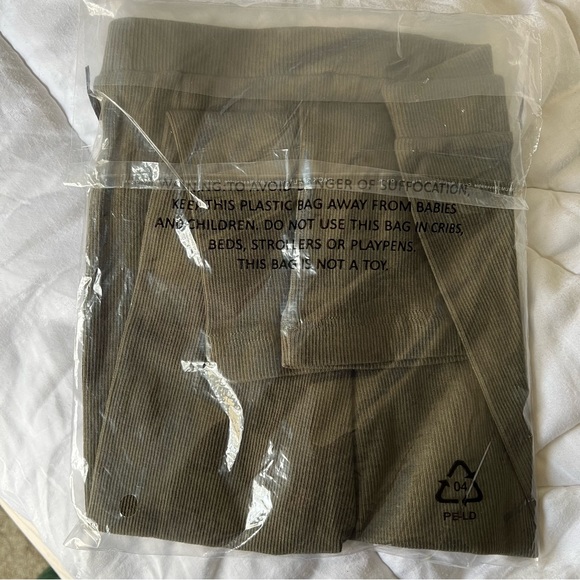 WARNING: TO AVOID DANGER OF SUFFOCATION,
KEEP THIS PLASTIC BAG AWAY FROM BABIES
AND CHILDREN. DO NOT USE THIS BAG IN CRIBS,
BEDS, STROLLERS OR PLAYPENS.
THIS BAG IS NOT A TOY.
04
PE-LD